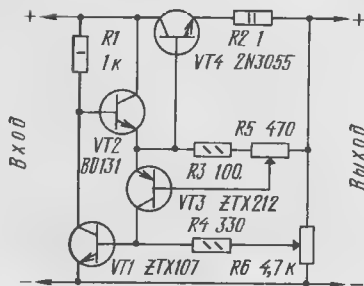 + R1 R2 1 +
1к
VT4 2N3055
Вход
VT2
BD131
R5 470
R3 100.
VT3 ZTX212
R4 330
VT1 ZTX107
R6 4,7к
Выход
- -